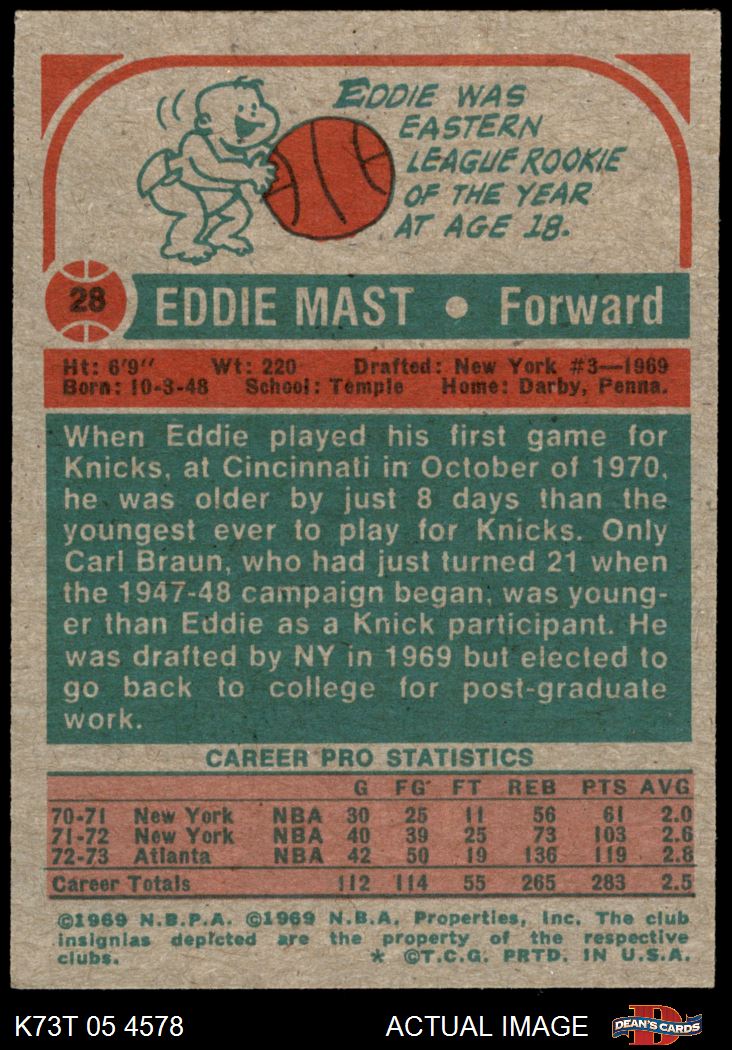 EDDIE WAS
EASTERN
LEAGUE ROOKIE
OF THE YEAR
AT AGE 18.
28 EDDIE MAST • Forward
Ht: 6'9" Wt: 220 Drafted: New York #3—1969
Born: 10-3-48 School: Temple Home: Darby, Penna.
When Eddie played his first game for
Knicks, at Cincinnati in October of 1970,
he was older by just 8 days than the
youngest ever to play for Knicks. Only
Carl Braun, who had just turned 21 when
the 1947-48 campaign began, was young-
er than Eddie as a Knick participant. He
was drafted by NY in 1969 but elected to
go back to college for post-graduate
work.
CAREER PRO STATISTICS
G FG FT REB PTS AVG
70-71 New York NBA 30 25 11 56 61 2.0
71-72 New York NBA 40 39 25 73 103 2.6
72-73 Atlanta NBA 42 50 19 136 119 2.8
Career Totals 112 114 55 265 283 2.5
©1969 N.B.P.A. ©1969 N.B.A. Properties, Inc. The club
insignias depicted are the property of the respective
clubs. * ©T.C.G. PRTD. IN U.S.A.
K73T 05 4578 ACTUAL IMAGE DEAN'S CARDS